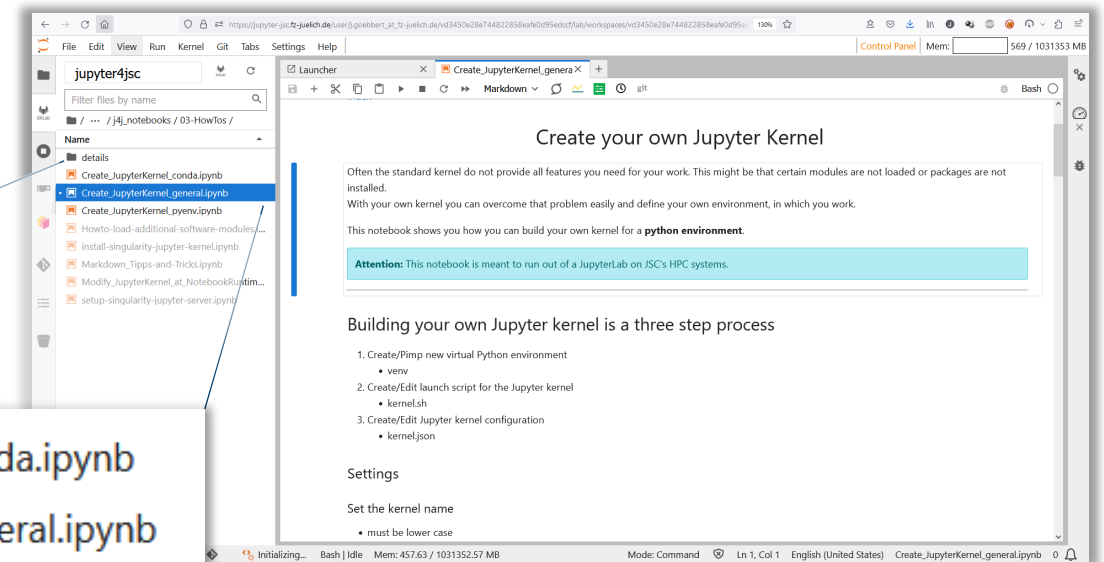 https://jupyter-jsc.fz-juelich.de/user/j.goebbert_at_fz-juelich.de/vd3450e28e744822858eafe0d95edccf/lab/workspaces/vd3450e28e744822858eafe0d95e
130%
File Edit View Run Kernel Git Tabs Settings Help
Control Panel Mem: 569 / 1031353 MB
jupyter4jsc
GitLab
Launcher
Create_JupyterKernel_genera
Markdown
git
Bash
Filter files by name
GitLab
/ ··· / j4j_notebooks / 03-HowTos /
Name
details
Create_JupyterKernel_conda.ipynb
Create_JupyterKernel_general.ipynb
Create_JupyterKernel_pyenv.ipynb
Howto-load-additional-software-modules.i...
install-singularity-jupyter-kernel.ipynb
Markdown_Tipps-and-Tricks.ipynb
Modify_JupyterKernel_at_NotebookRuntim...
setup-singularity-jupyter-server.ipynb
Create your own Jupyter Kernel
Often the standard kernel do not provide all features you need for your work. This might be that certain modules are not loaded or packages are not
installed.
With your own kernel you can overcome that problem easily and define your own environment, in which you work.
This notebook shows you how you can build your own kernel for a python environment.
Attention: This notebook is meant to run out of a JupyterLab on JSC's HPC systems.
Building your own Jupyter kernel is a three step process
1. Create/Pimp new virtual Python environment
• venv
2. Create/Edit launch script for the Jupyter kernel
• kernel.sh
3. Create/Edit Jupyter kernel configuration
• kernel.json
Settings
Set the kernel name
• must be lower case
da.ipynb
eral.ipynb
Initializing... Bash | Idle Mem: 457.63 / 1031352.57 MB
Mode: Command Ln 1, Col 1 English (United States) Create_JupyterKernel_general.ipynb 0